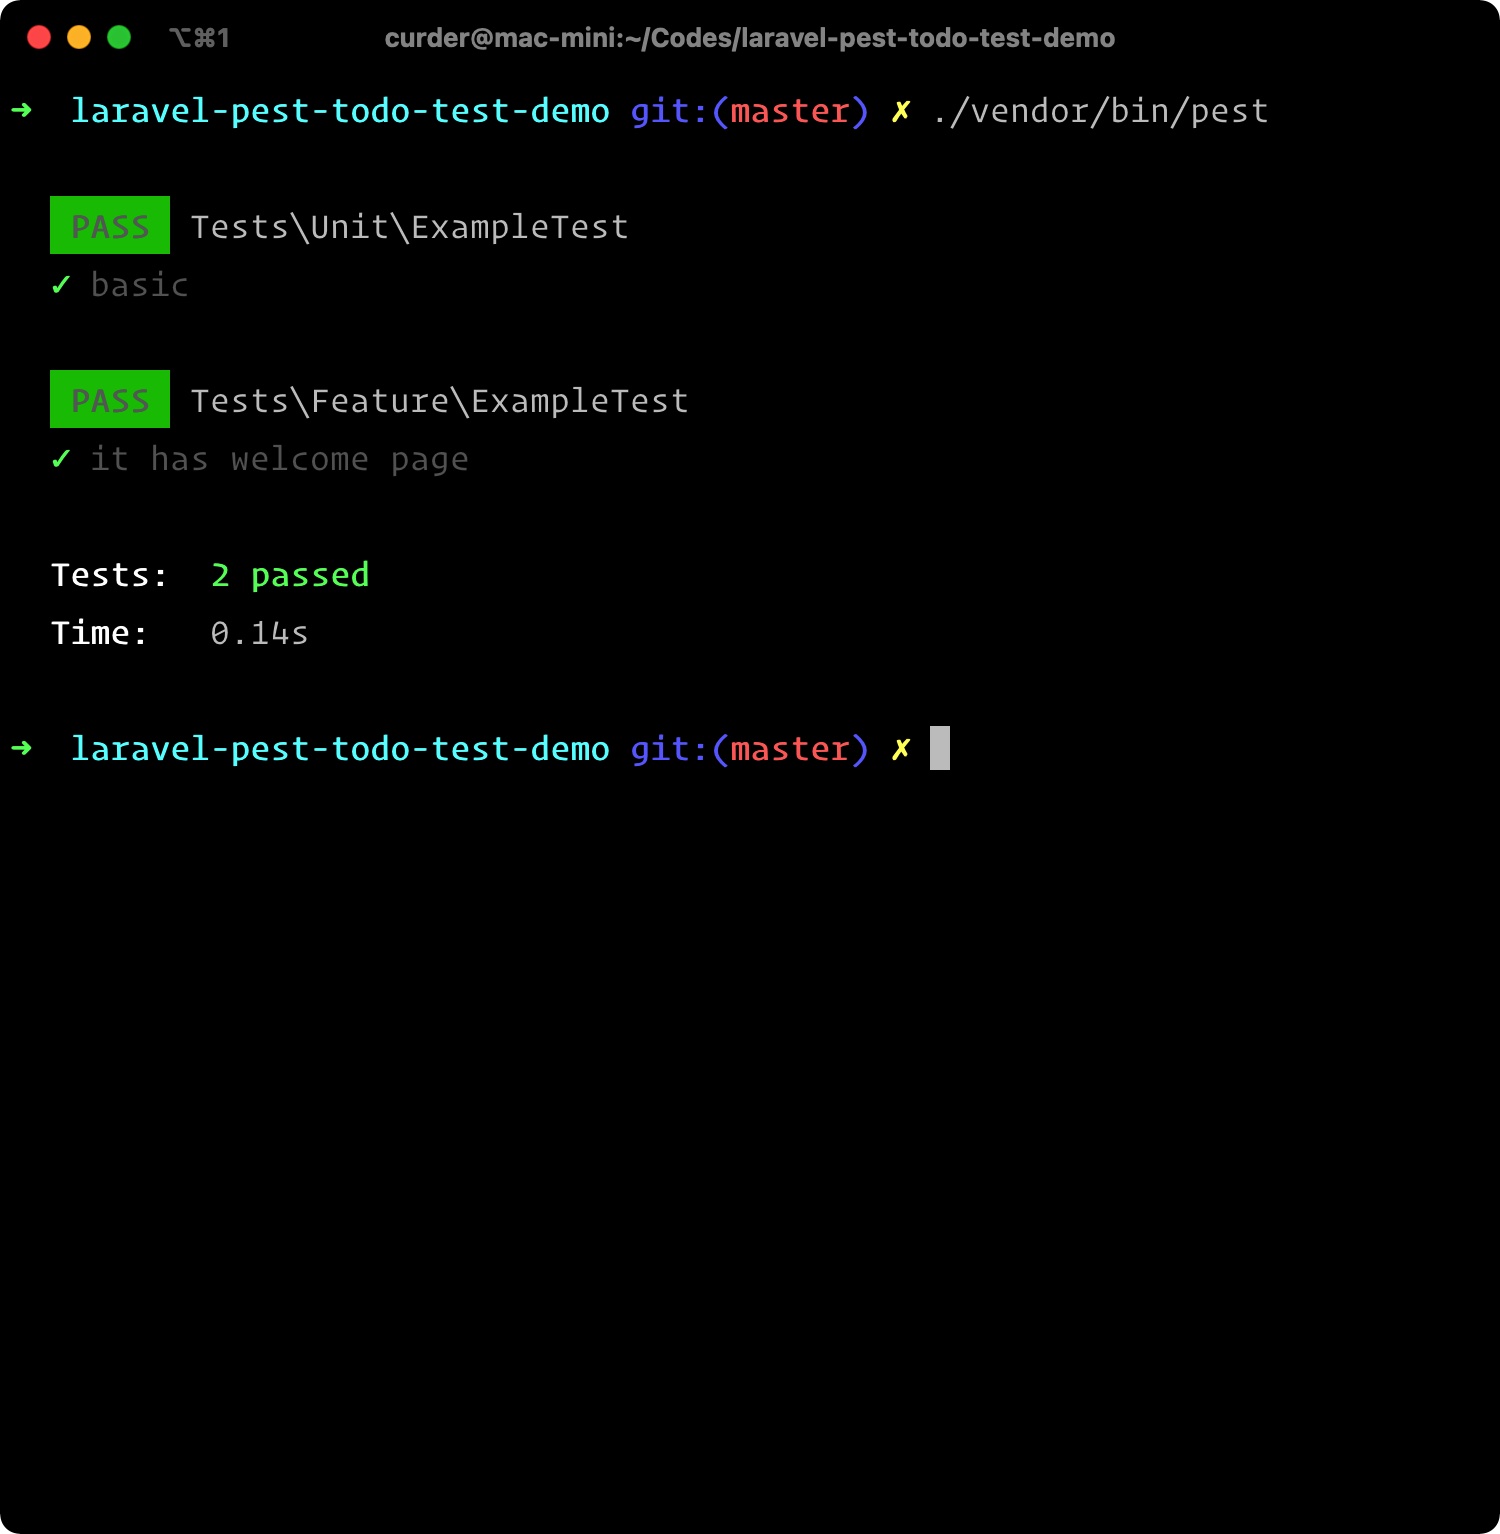 ⌥⌘1 curder@mac-mini:~/Codes/laravel-pest-todo-test-demo
➜ laravel-pest-todo-test-demo git:(master) ✗ ./vendor/bin/pest
PASS Tests\Unit\ExampleTest
✓ basic
PASS Tests\Feature\ExampleTest
✓ it has welcome page
Tests: 2 passed
Time: 0.14s
➜ laravel-pest-todo-test-demo git:(master) ✗